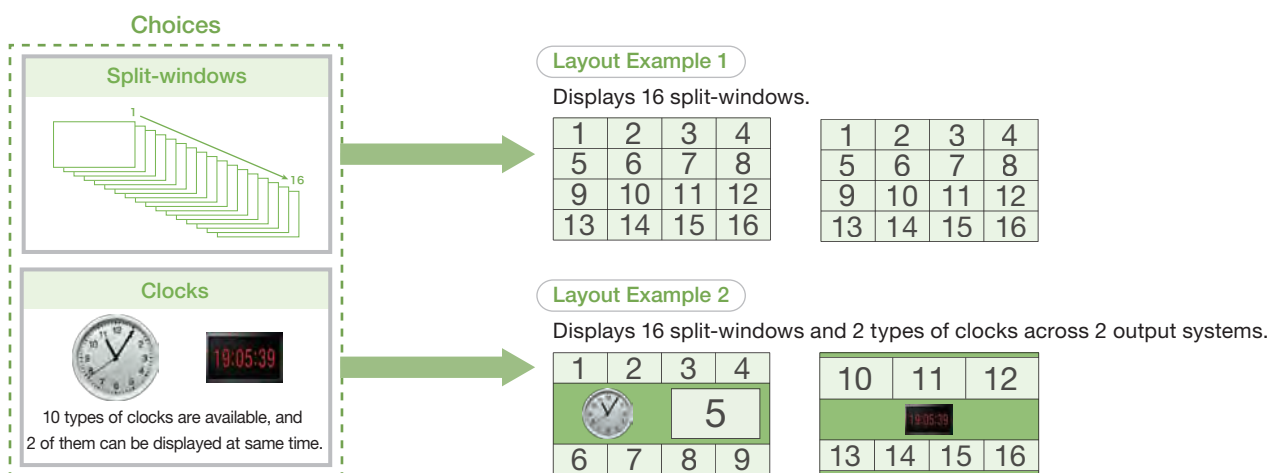 Choices
Split-windows
1
16
Clocks
19:05:39
10 types of clocks are available, and
2 of them can be displayed at same time.
Layout Example 1
Displays 16 split-windows.
1 2 3 4
5 6 7 8
9 10 11 12
13 14 15 16
1 2 3 4
5 6 7 8
9 10 11 12
13 14 15 16
Layout Example 2
Displays 16 split-windows and 2 types of clocks across 2 output systems.
1 2 3 4
5
6 7 8 9
10 11 12
19:05:39
13 14 15 16